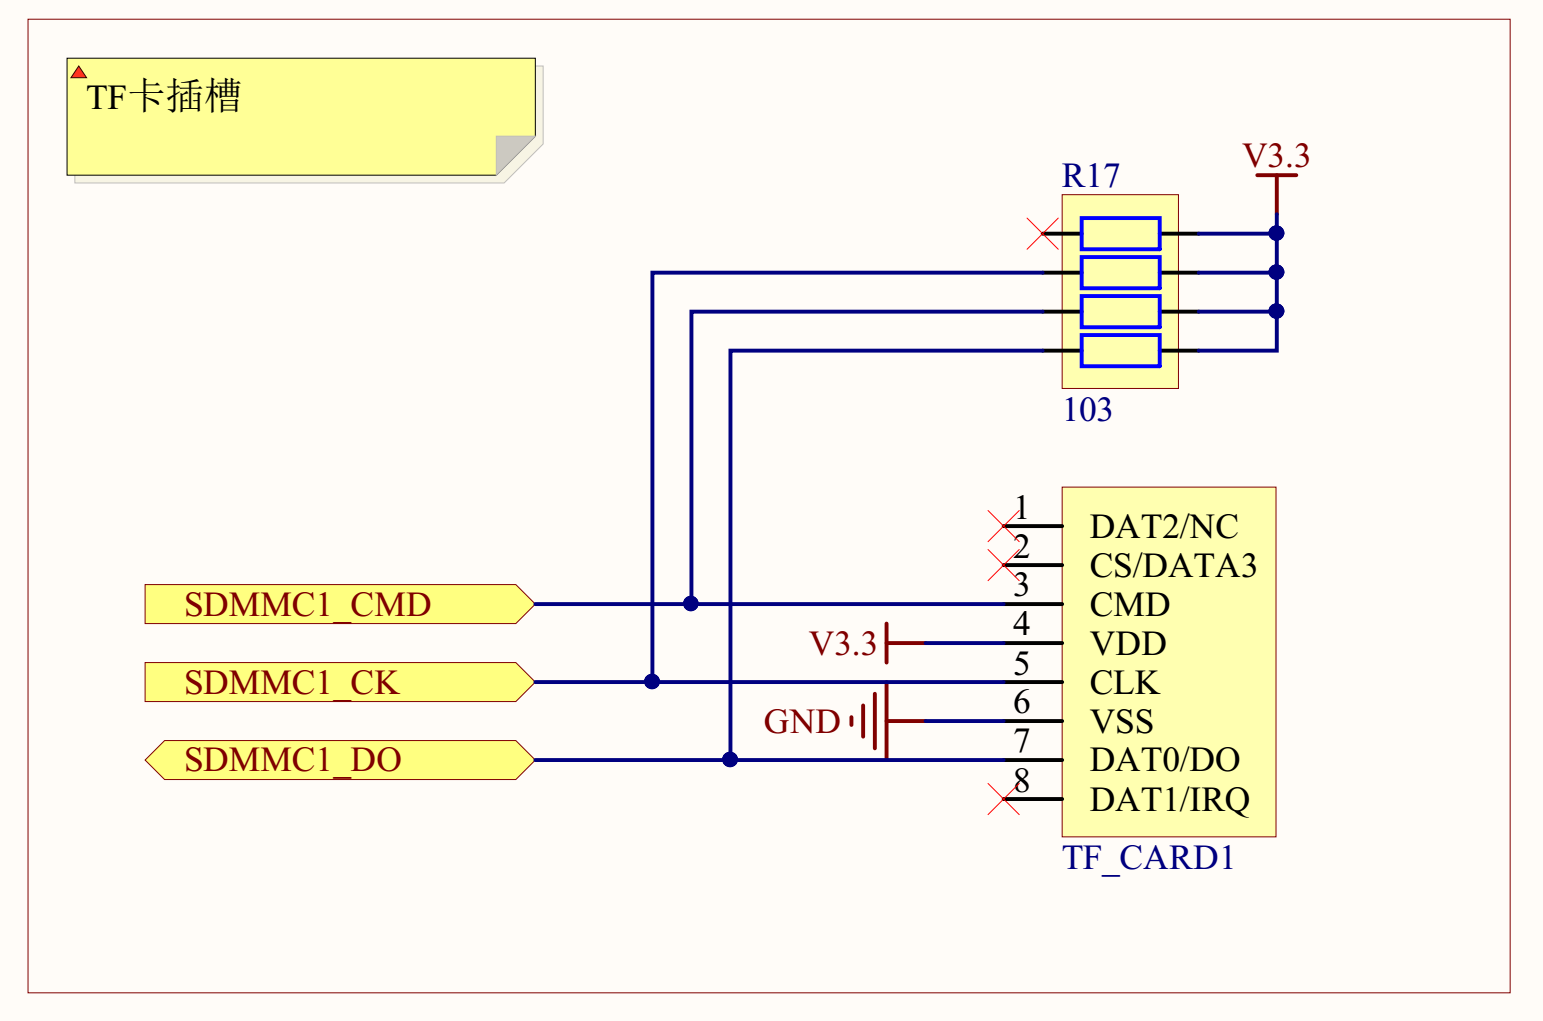 TF卡插槽
V3.3
R17
103
1
DAT2/NC
2
CS/DATA3
SDMMC1_CMD
3
CMD
V3.3
4
VDD
SDMMC1_CK
5
CLK
GND
6
VSS
SDMMC1_DO
7
DAT0/DO
8
DAT1/IRQ
TF_CARD1